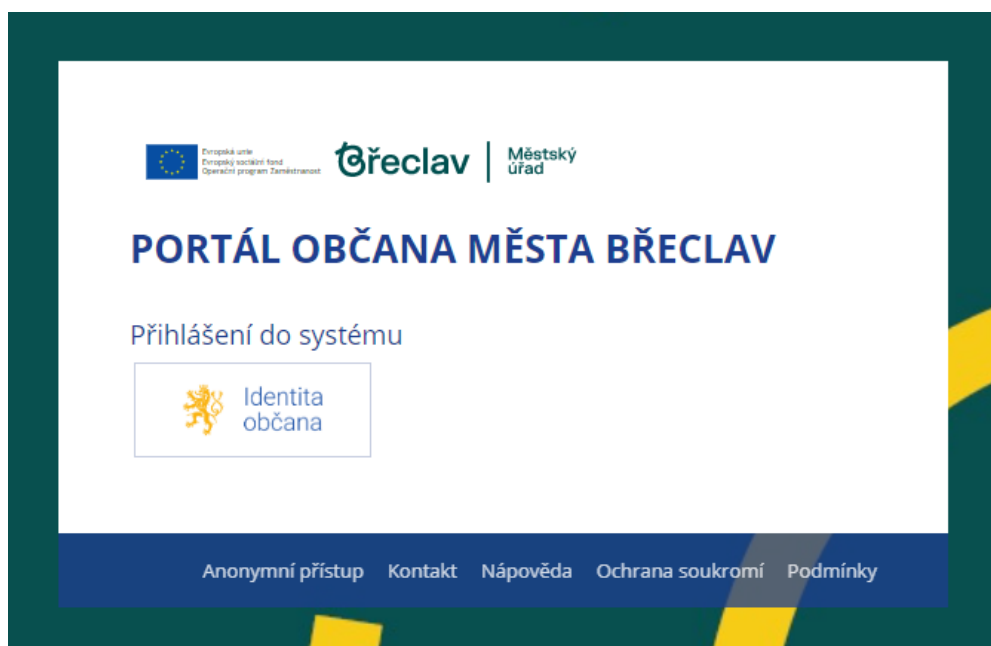 Evropská unie
Evropský sociální fond
Operační program Zaměstnanost
Břeclav
Městský
úřad
PORTÁL OBČANA MĚSTA BŘECLAV
Přihlášení do systému
Identita
občana
Anonymní přístup Kontakt Nápověda Ochrana soukromí Podmínky